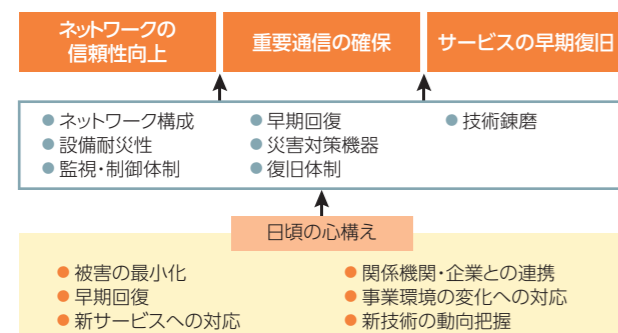 ネットワークの
信頼性向上
重要通信の確保
サービスの早期復旧
● ネットワーク構成
● 設備耐災性
● 監視・制御体制
● 早期回復
● 災害対策機器
● 復旧体制
● 技術錬磨
日頃の心構え
● 被害の最小化
● 早期回復
● 新サービスへの対応
● 関係機関・企業との連携
● 事業環境の変化への対応
● 新技術の動向把握